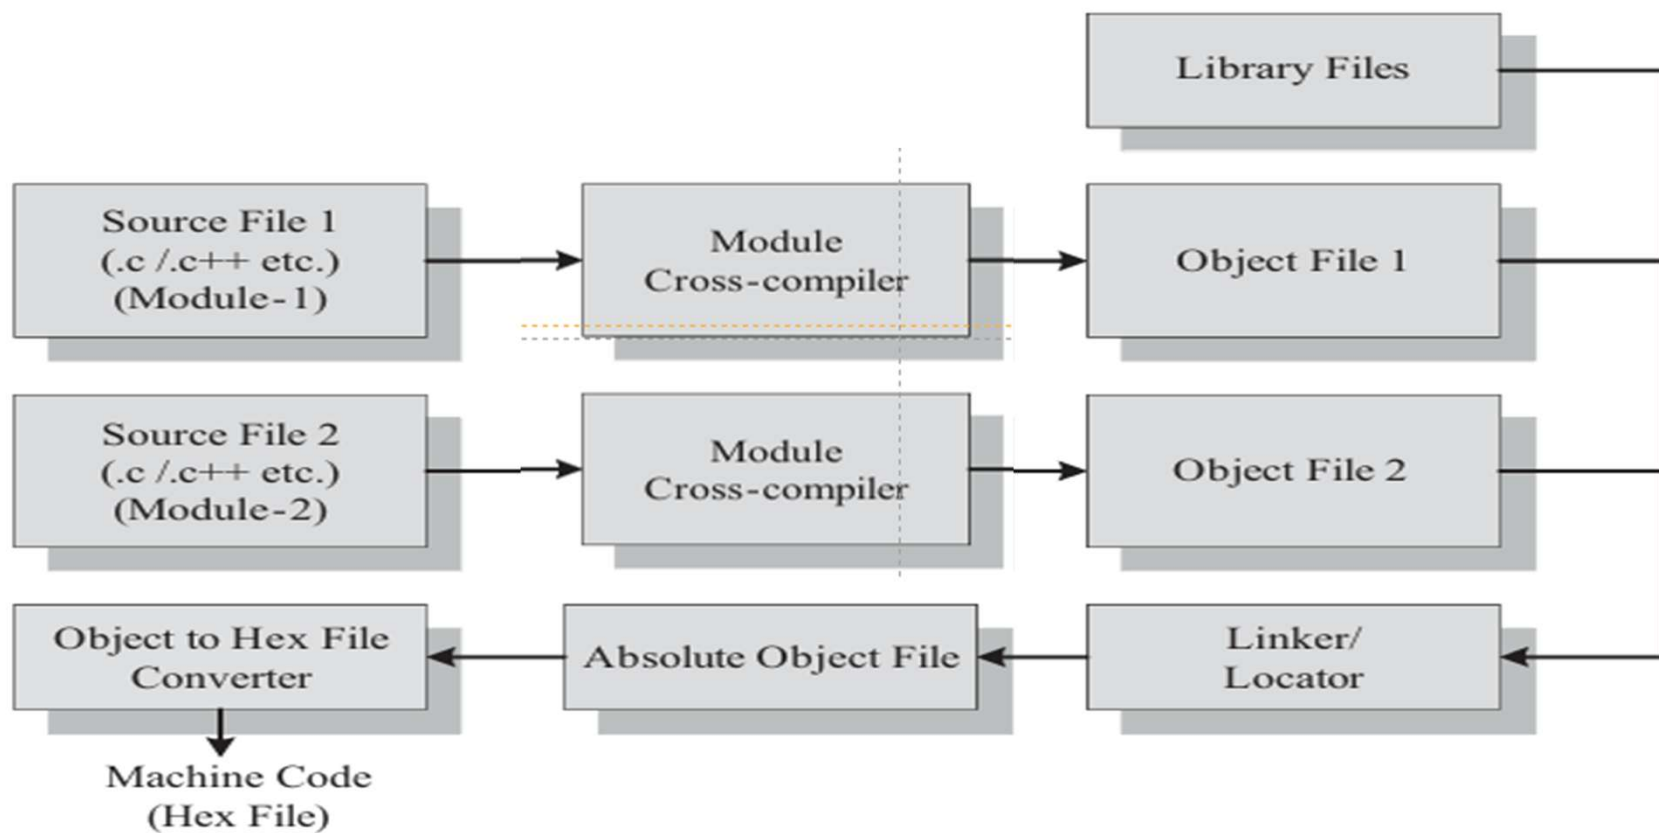 Library Files
Source File 1
(.c /.c++ etc.)
(Module-1)
Module
Cross-compiler
Object File 1
Source File 2
(.c /.c++ etc.)
(Module-2)
Module
Cross-compiler
Object File 2
Object to Hex File
Converter
Absolute Object File
Linker/
Locator
Machine Code
(Hex File)